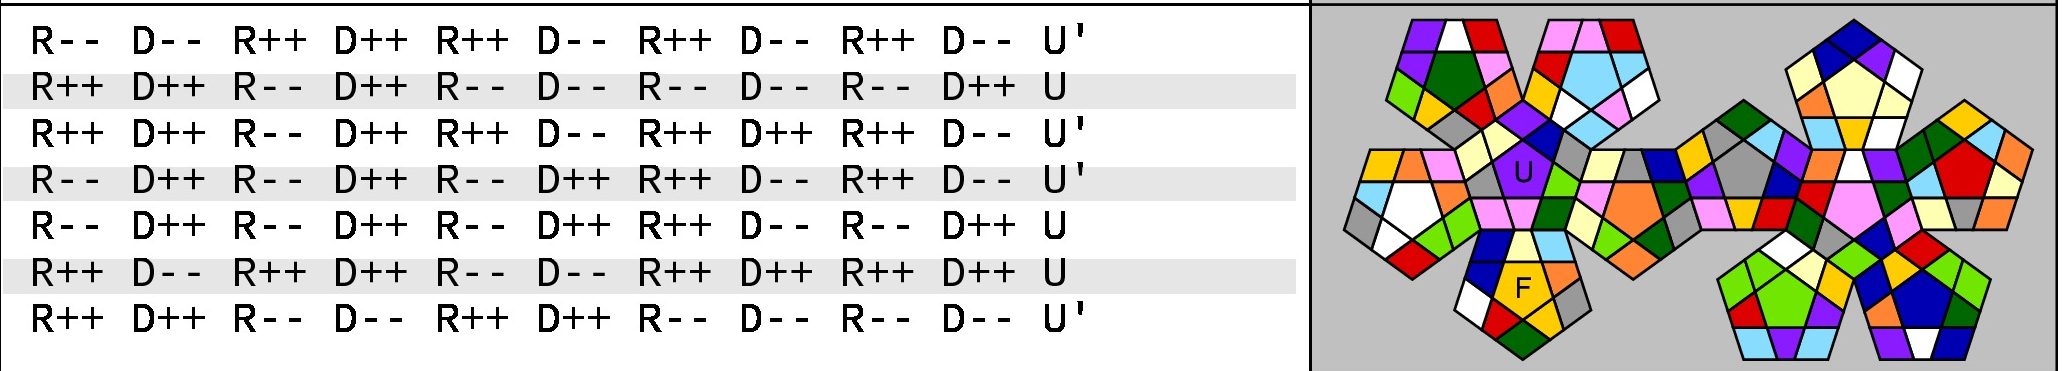 R-- D-- R++ D++ R++ D-- R++ D-- R++ D-- U'
R++ D++ R-- D++ R-- D-- R-- D-- R-- D++ U
R++ D++ R-- D++ R++ D-- R++ D++ R++ D-- U'
R-- D++ R-- D++ R-- D++ R++ D-- R++ D-- U'
R-- D++ R-- D++ R-- D++ R++ D-- R-- D++ U
R++ D-- R++ D++ R-- D-- R++ D++ R++ D++ U
R++ D++ R-- D-- R++ D++ R-- D-- R-- D-- U'
U
F